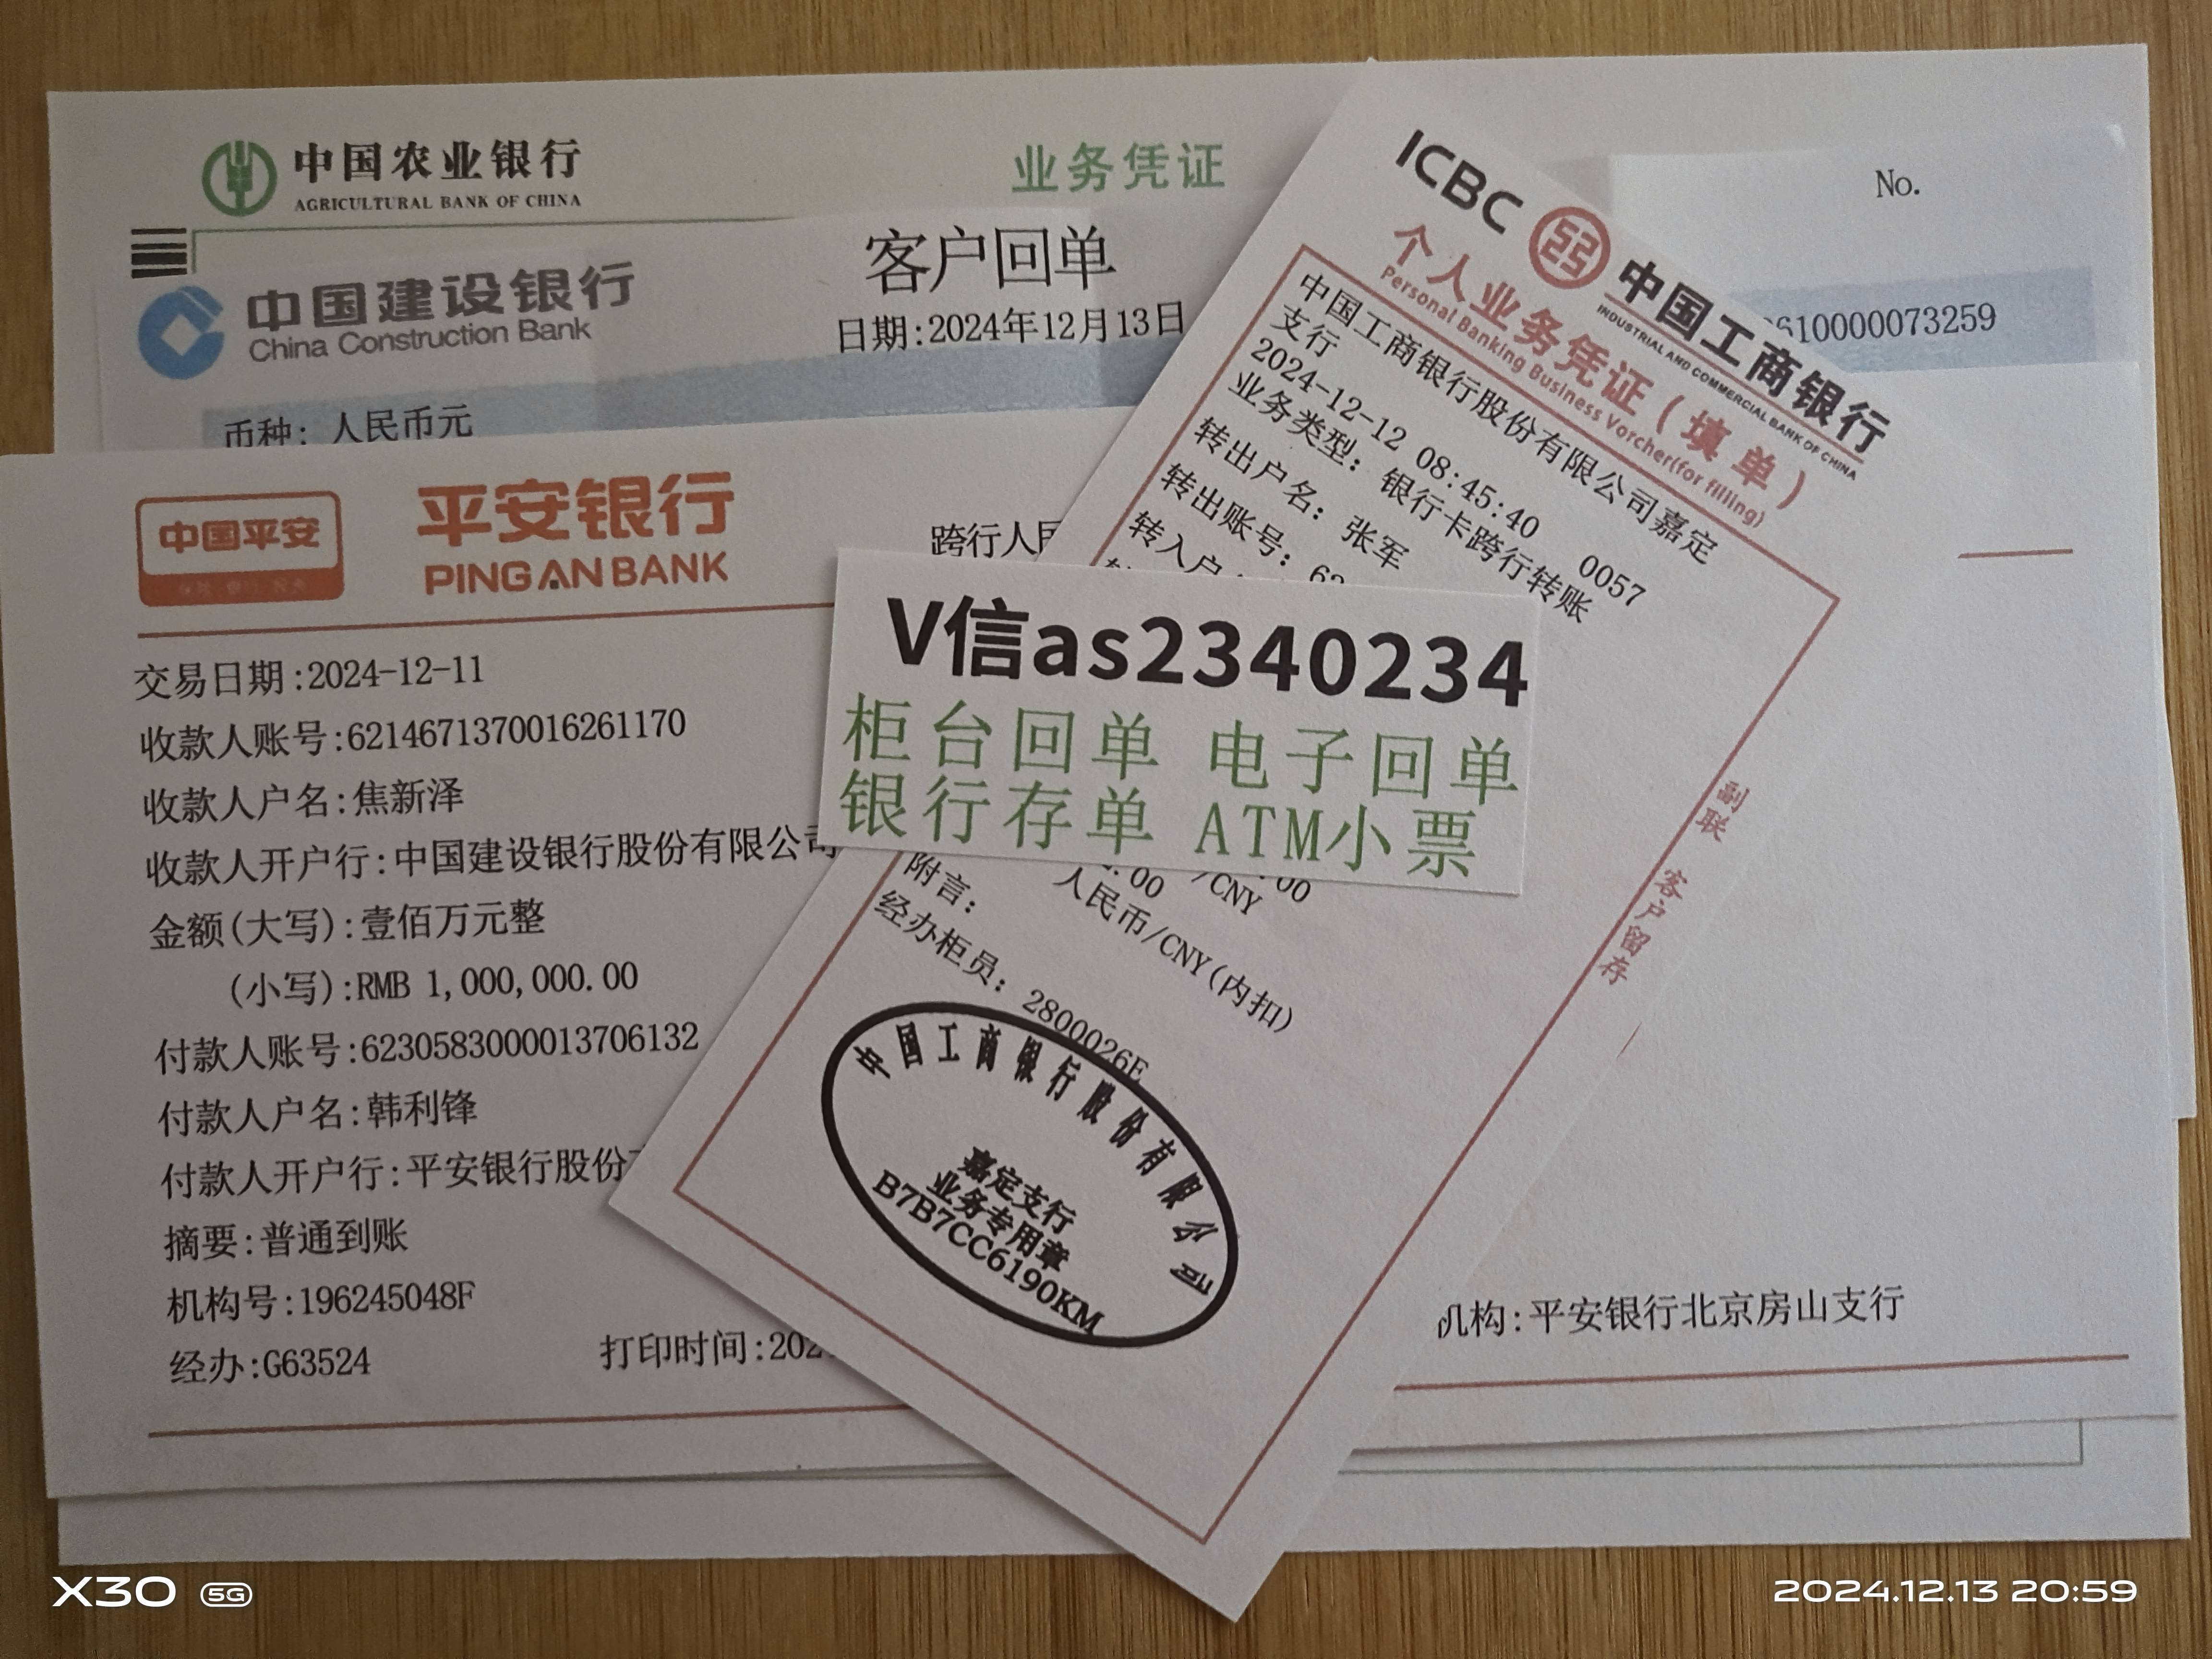 中国农业银行
AGRICULTURAL BANK OF CHINA
业务凭证
No.
中国建设银行
China Construction Bank
客户回单
日期:2024年12月13日
610000073259
币种: 人民币元
中国平安
平安银行
PINGAN BANK
跨行人民
交易日期:2024-12-11
收款人账号:6214671370016261170
收款人户名:焦新泽
收款人开户行:中国建设银行股份有限公司
金额(大写):壹佰万元整
(小写):RMB 1,000,000.00
付款人账号:6230583000013706132
付款人户名:韩利锋
付款人开户行:平安银行股份
摘要:普通到账
机构号:196245048F
经办:G63524
打印时间:202
机构:平安银行北京房山支行
ICBC 中国工商银行
INDUSTRIAL AND COMMERCIAL BANK OF CHINA
个人业务凭证(填单)
Personal Banking Business Vorcher(for filling)
中国工商银行股份有限公司嘉定
支行
2024-12-12 08:45:40 0057
业务类型: 银行卡跨行转账
转出户名: 张军
转出账号: 62
转入户
V信as2340234
柜台回单 电子回单
银行存单 ATM小票
.00 /CNY .00
附言: 人民币/CNY(内扣)
经办柜员: 2800026E
中国工商银行股份有限公司
嘉定支行
业务专用章
B7B7CC6190KM
副联 客户留存
X30 5G
2024.12.13 20:59